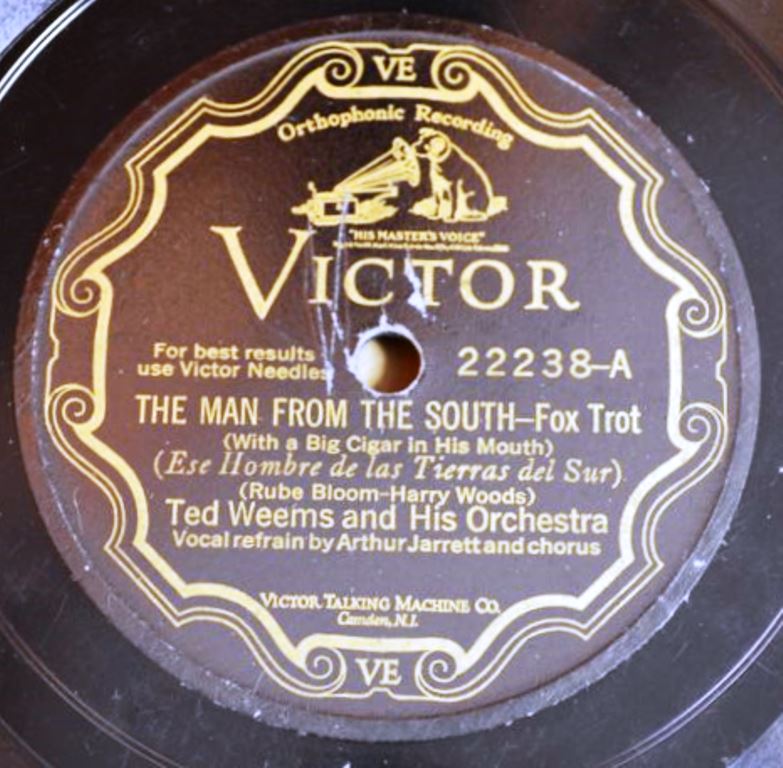 VE
Orthophonic Recording
"HIS MASTER'S VOICE"
VICTOR
For best results
use Victor Needles
22238-A
THE MAN FROM THE SOUTH-Fox Trot
(With a Big Cigar in His Mouth)
(Ese Hombre de las Tierras del Sur)
(Rube Bloom-Harry Woods)
Ted Weems and His Orchestra
Vocal refrain by Arthur Jarrett and chorus
VICTOR TALKING MACHINE CO.
Camden, N.J.
VE